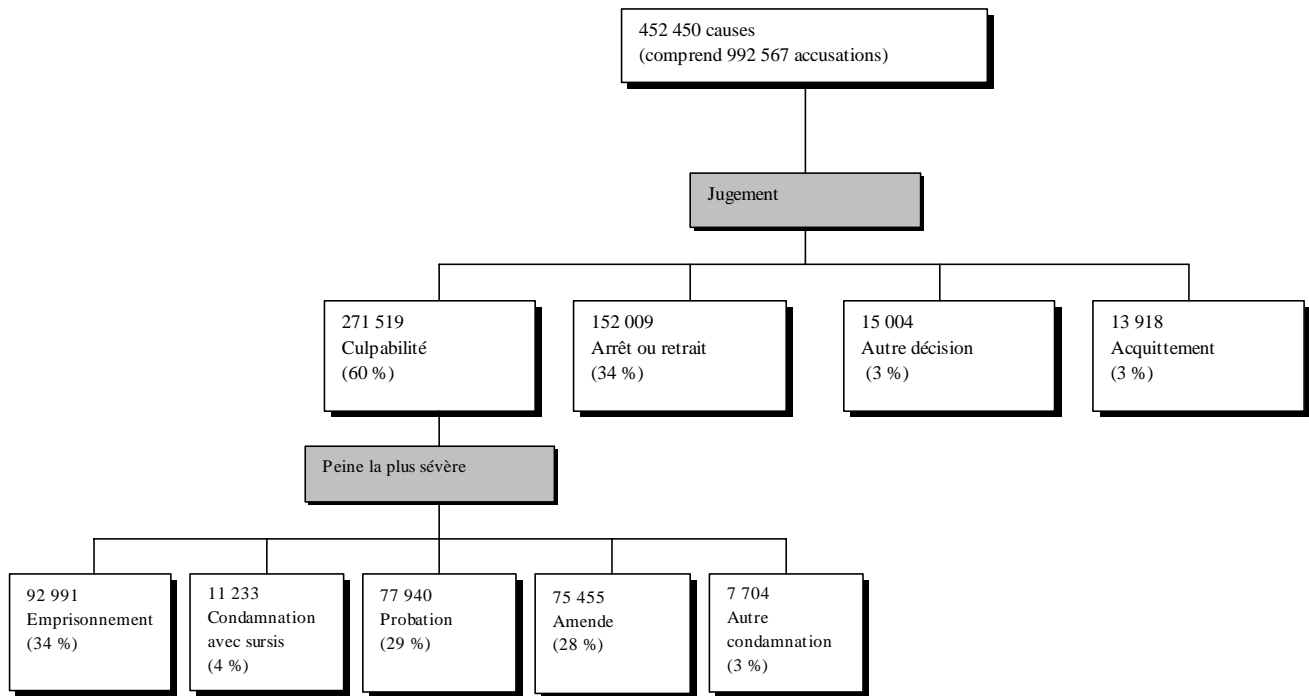 452 450 causes
(comprend 992 567 accusations)
Jugement
271 519
Culpabilité
(60 %)
152 009
Arrêt ou retrait
(34 %)
15 004
Autre décision
(3 %)
13 918
Acquittement
(3 %)
Peine la plus sévère
92 991
Emprisonnement
(34 %)
11 233
Condamnation
avec sursis
(4 %)
77 940
Probation
(29 %)
75 455
Amende
(28 %)
7 704
Autre
condamnation
(3 %)